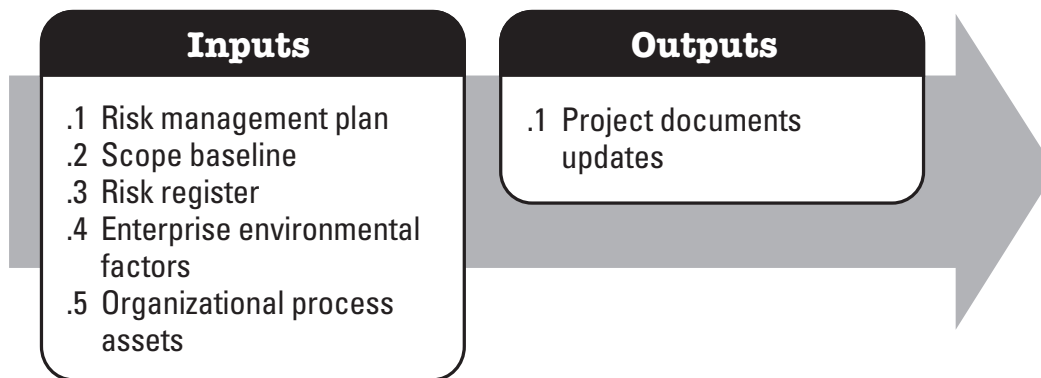 Inputs
.1 Risk management plan
.2 Scope baseline
.3 Risk register
.4 Enterprise environmental
factors
.5 Organizational process
assets
Outputs
.1 Project documents
updates